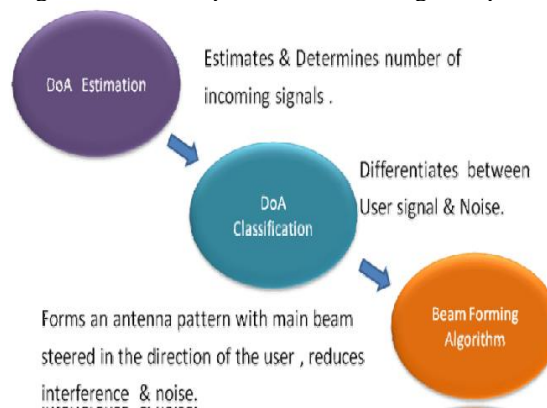 DoA Estimation
Estimates & Determines number of
incoming signals .
DoA
Classification
Differentiates between
User signal & Noise.
Beam Forming
Algorithm
Forms an antenna pattern with main beam
steered in the direction of the user , reduces
interference & noise.